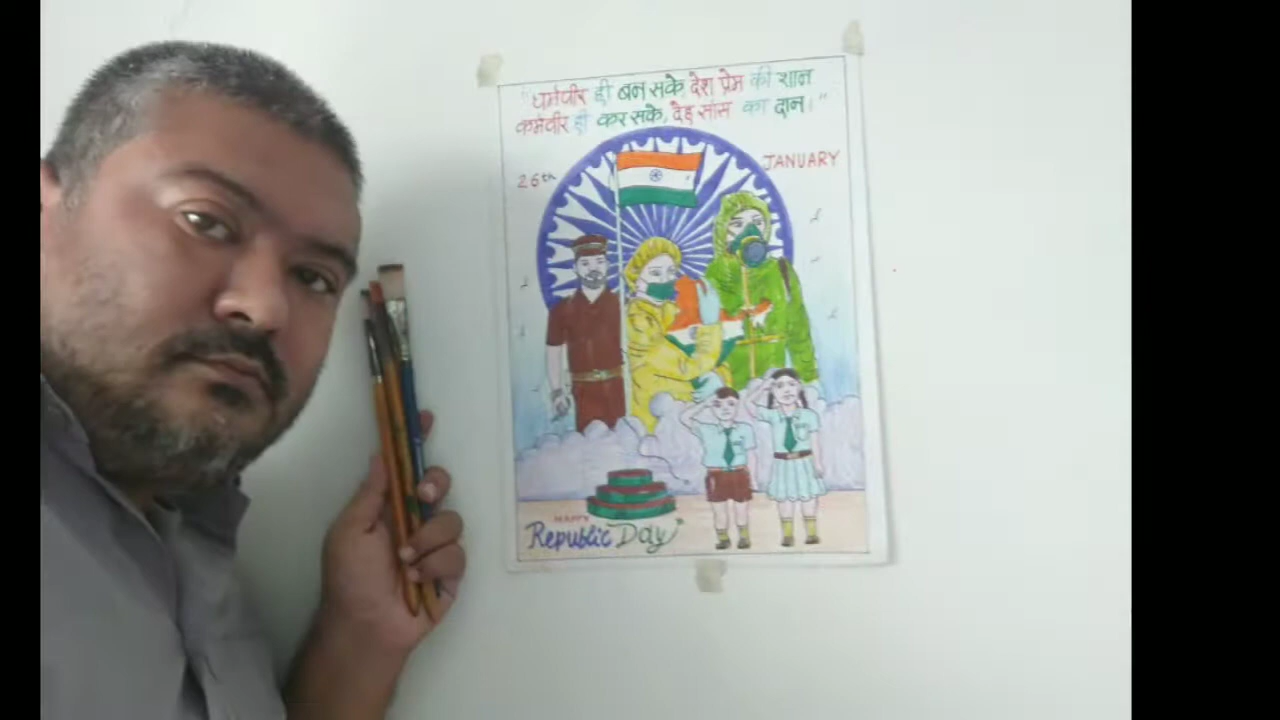 "धर्मवीर ही बन सके, देश प्रेम की शान
कर्मवीर ही कर सके, देह सांस का दान।"
26th JANUARY
HAPPY
Republic Day"